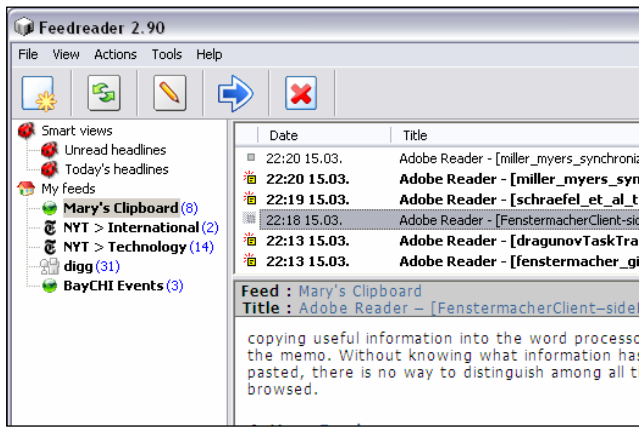 Feedreader 2.90
File View Actions Tools Help
Smart views
Unread headlines
Today's headlines
My feeds
Mary's Clipboard (8)
NYT > International (2)
NYT > Technology (14)
digg (31)
BayCHI Events (3)
Date Title
22:20 15.03. Adobe Reader - [miller_myers_synchroni
22:20 15.03. Adobe Reader - [miller_myers_syn
22:19 15.03. Adobe Reader - [schraefel_et_al_t
22:18 15.03. Adobe Reader - [FenstermacherClient-sid
22:13 15.03. Adobe Reader - [dragunovTaskTra
22:13 15.03. Adobe Reader - [fenstermacher_gi
Feed : Mary's Clipboard
Title : Adobe Reader – [FenstermacherClient–side
copying useful information into the word processo
the memo. Without knowing what information has
pasted, there is no way to distinguish among all t
browsed.